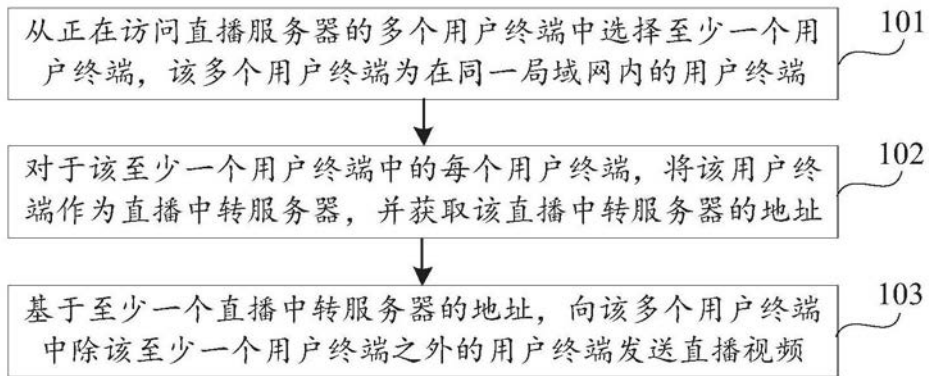 从正在访问直播服务器的多个用户终端中选择至少一个用
户终端，该多个用户终端为在同一局域网内的用户终端
101
对于该至少一个用户终端中的每个用户终端，将该用户终
端作为直播中转服务器，并获取该直播中转服务器的地址
102
基于至少一个直播中转服务器的地址，向该多个用户终端
中除该至少一个用户终端之外的用户终端发送直播视频
103